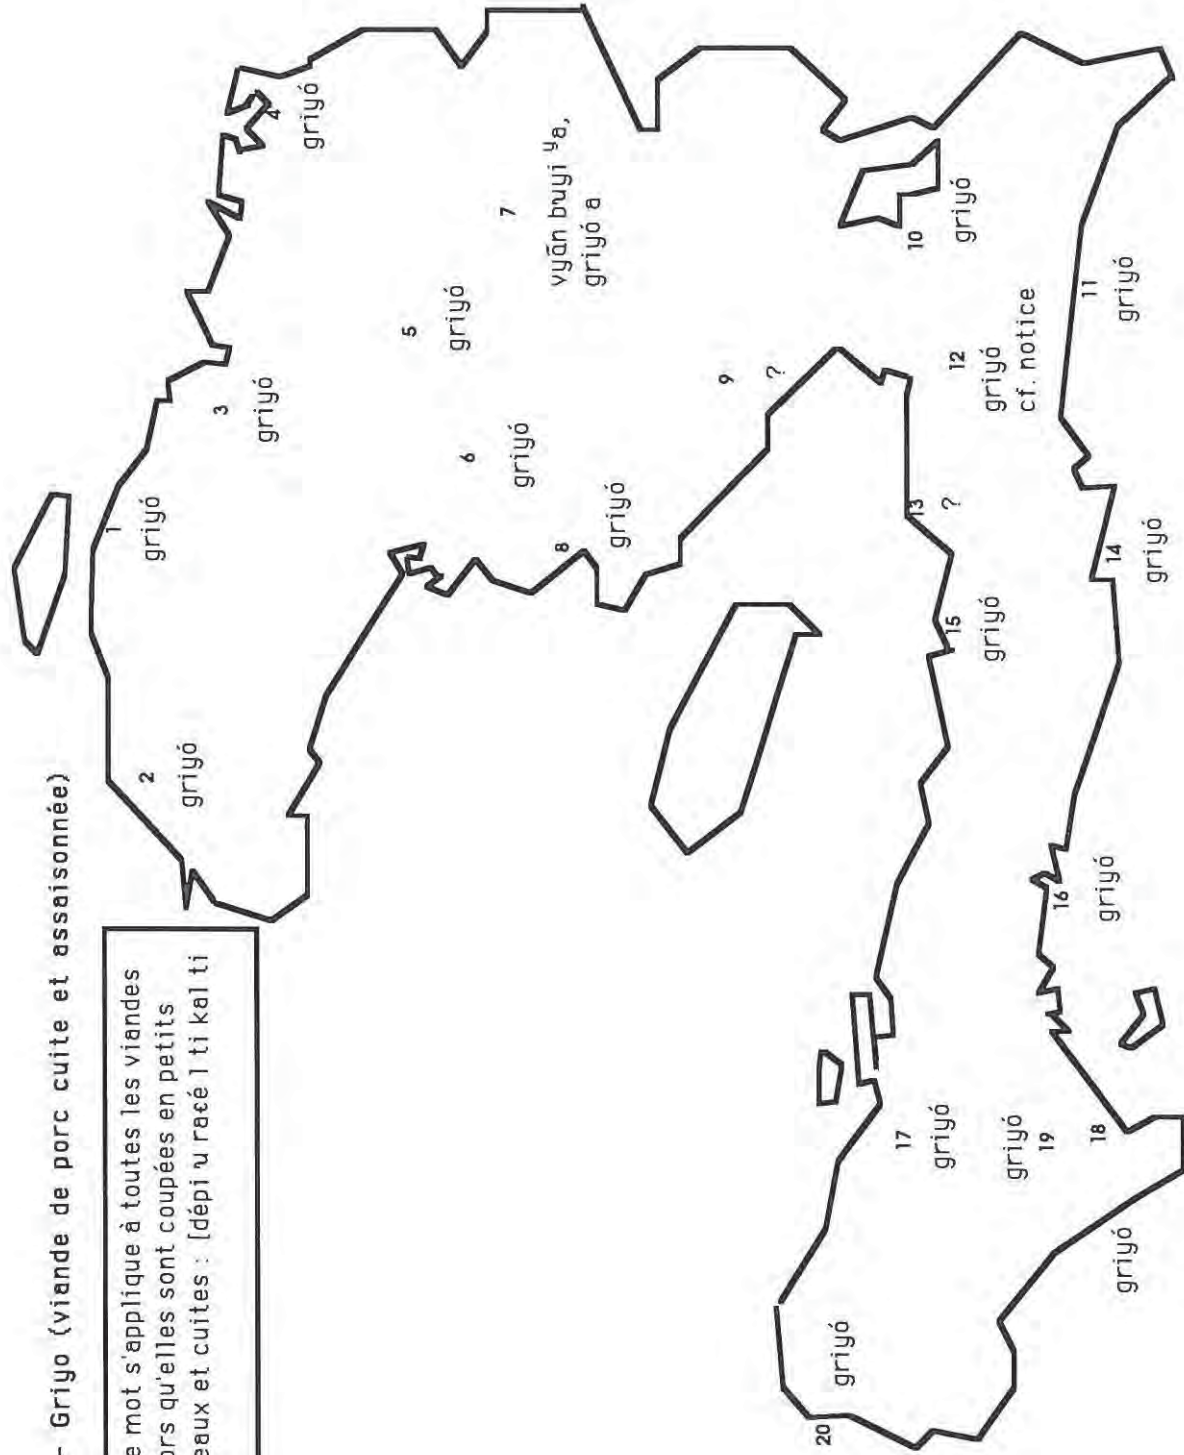 - Griyo (viande de porc cuite et assaisonnée)
mot s'applique à toutes les viandes
qu'elles sont coupées en petits
et cuites : [dépi u racé l ti kal ti
1
griyó
2
griyó
3
griyó
4
griyó
5
griyó
6
griyó
7
vyãn buyi ʸa,
griyó a
8
griyó
9
?
10
griyó
11
griyó
12
griyó
cf. notice
13
?
14
griyó
15
griyó
16
griyó
17
griyó
griyó
19
18
griyó
20
griyó